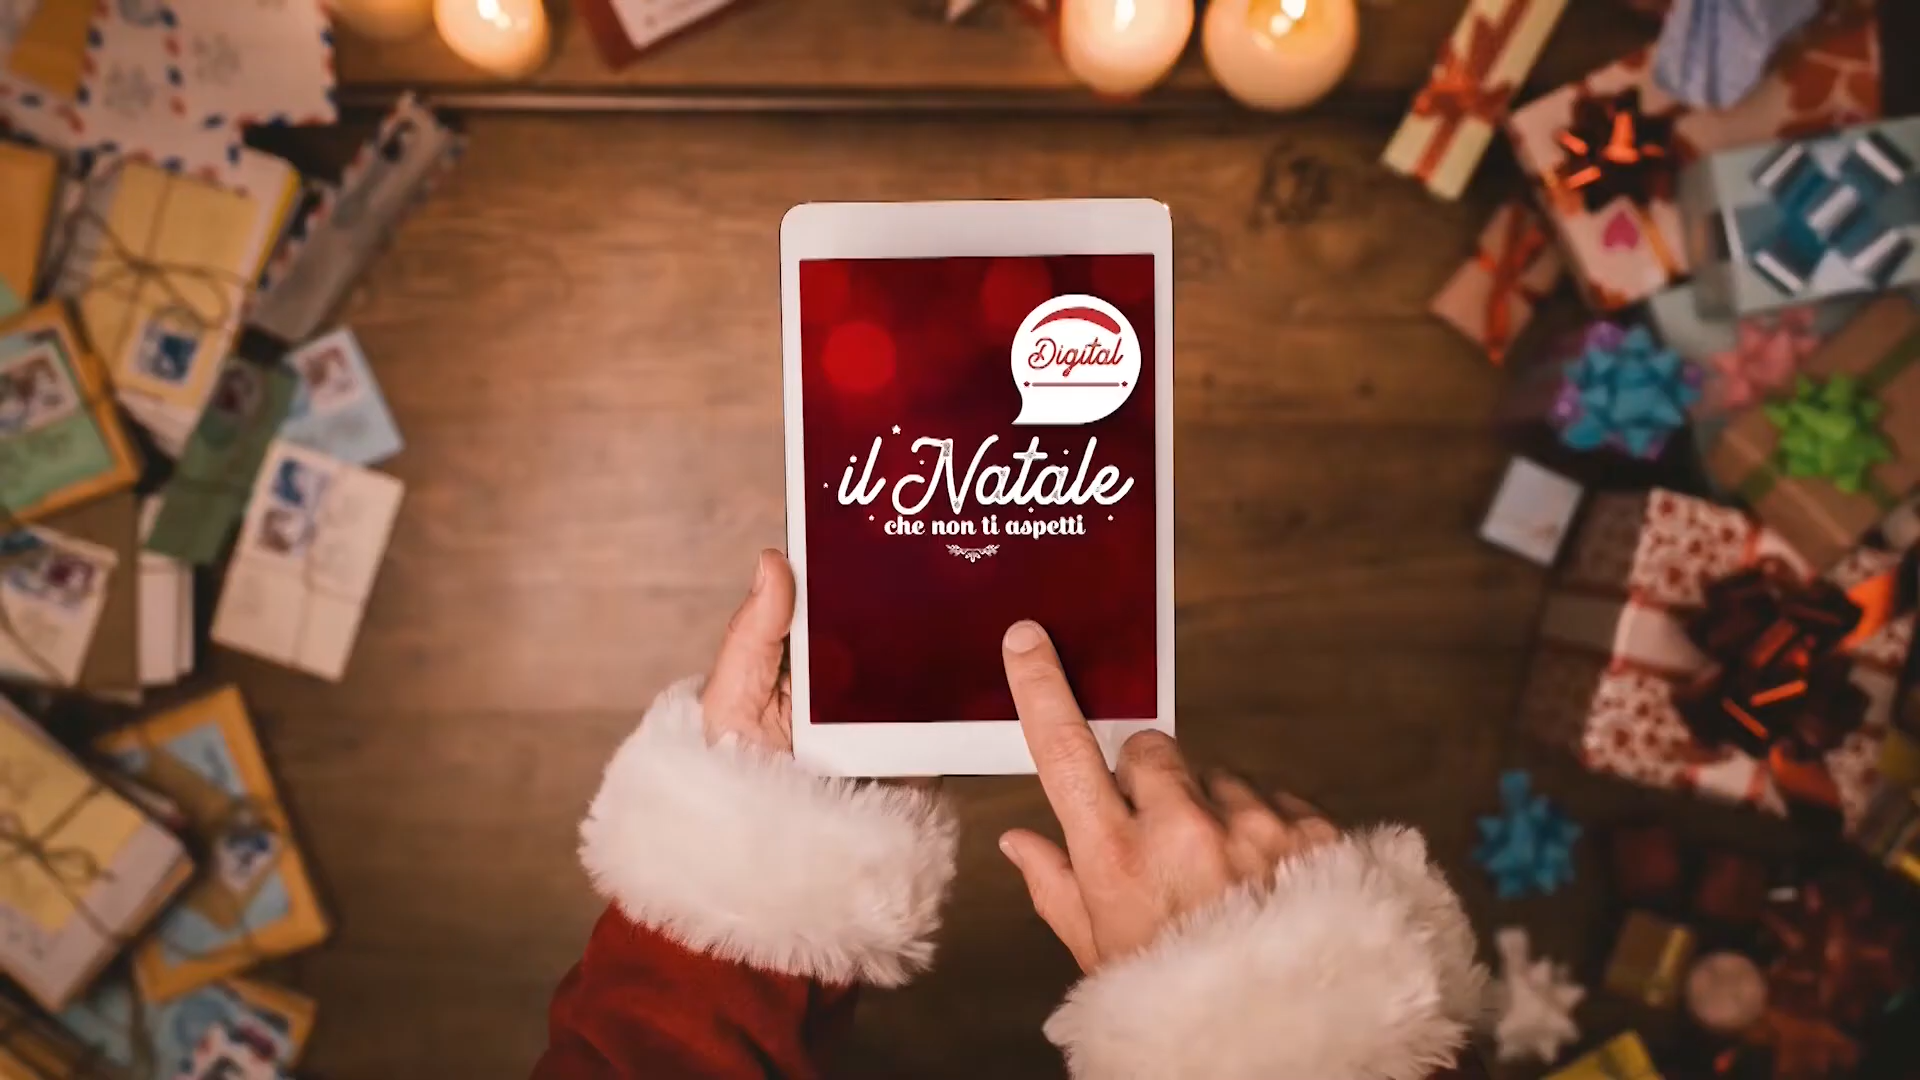 Digital
il Natale
che non ti aspetti